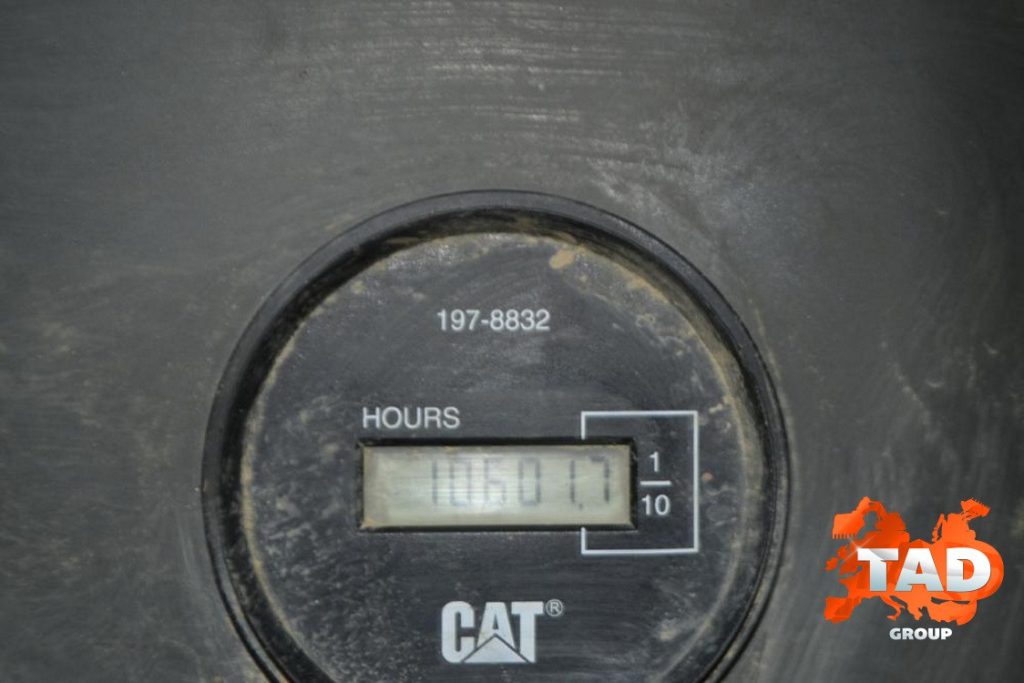 197-8832
HOURS
10601.7
1
10
CAT®
TAD
GROUP